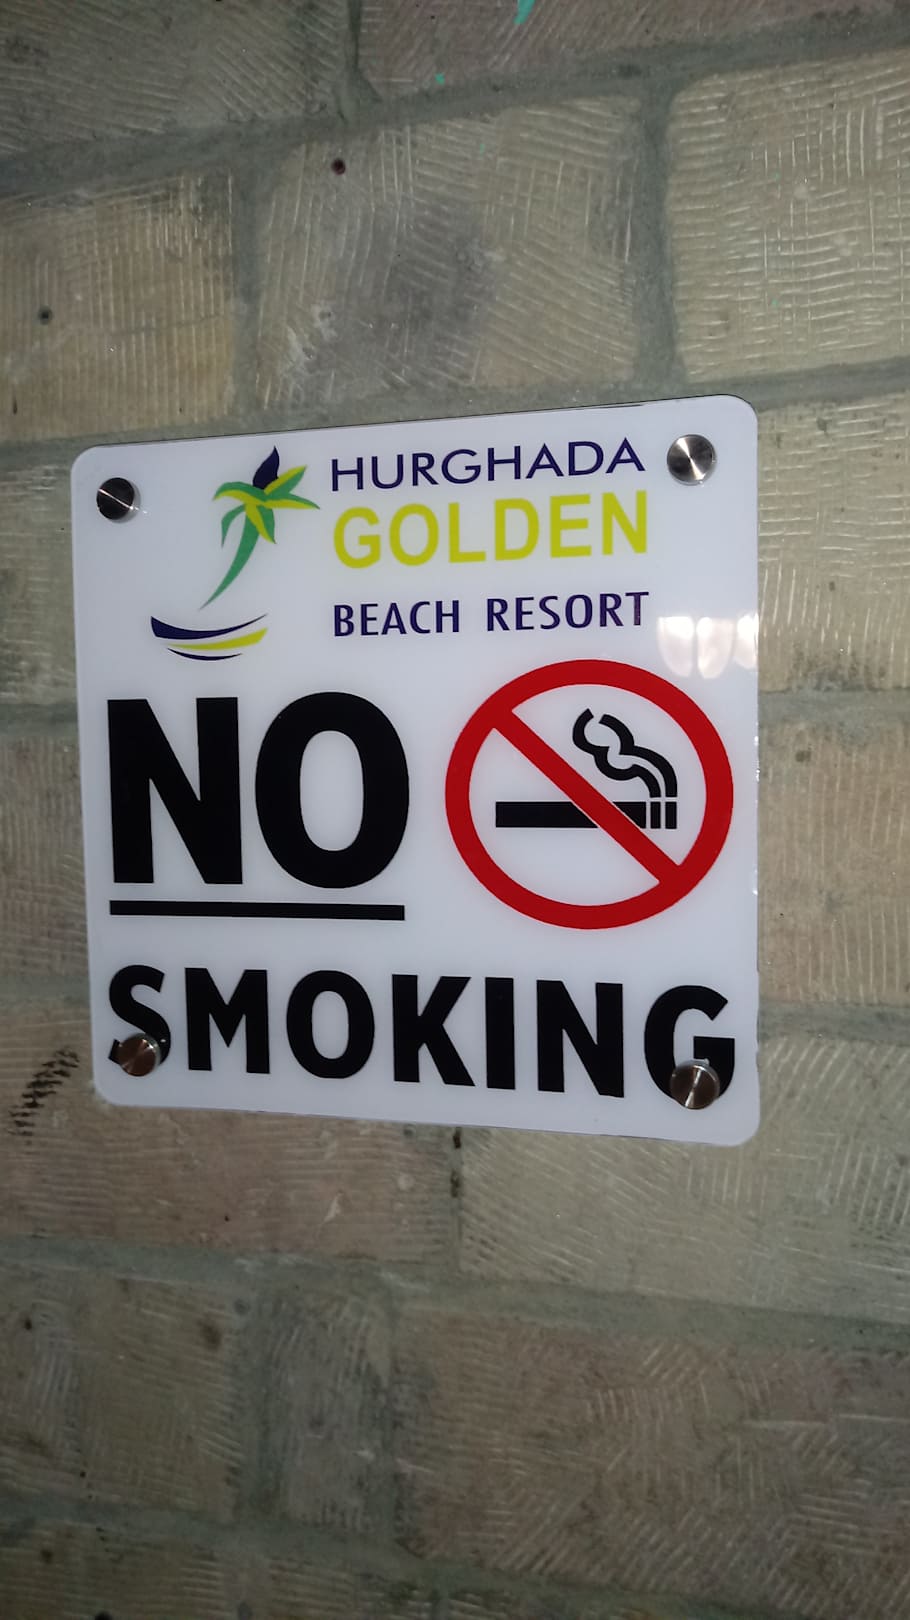 HURGHADA
GOLDEN
BEACH RESORT
NO
SMOKING